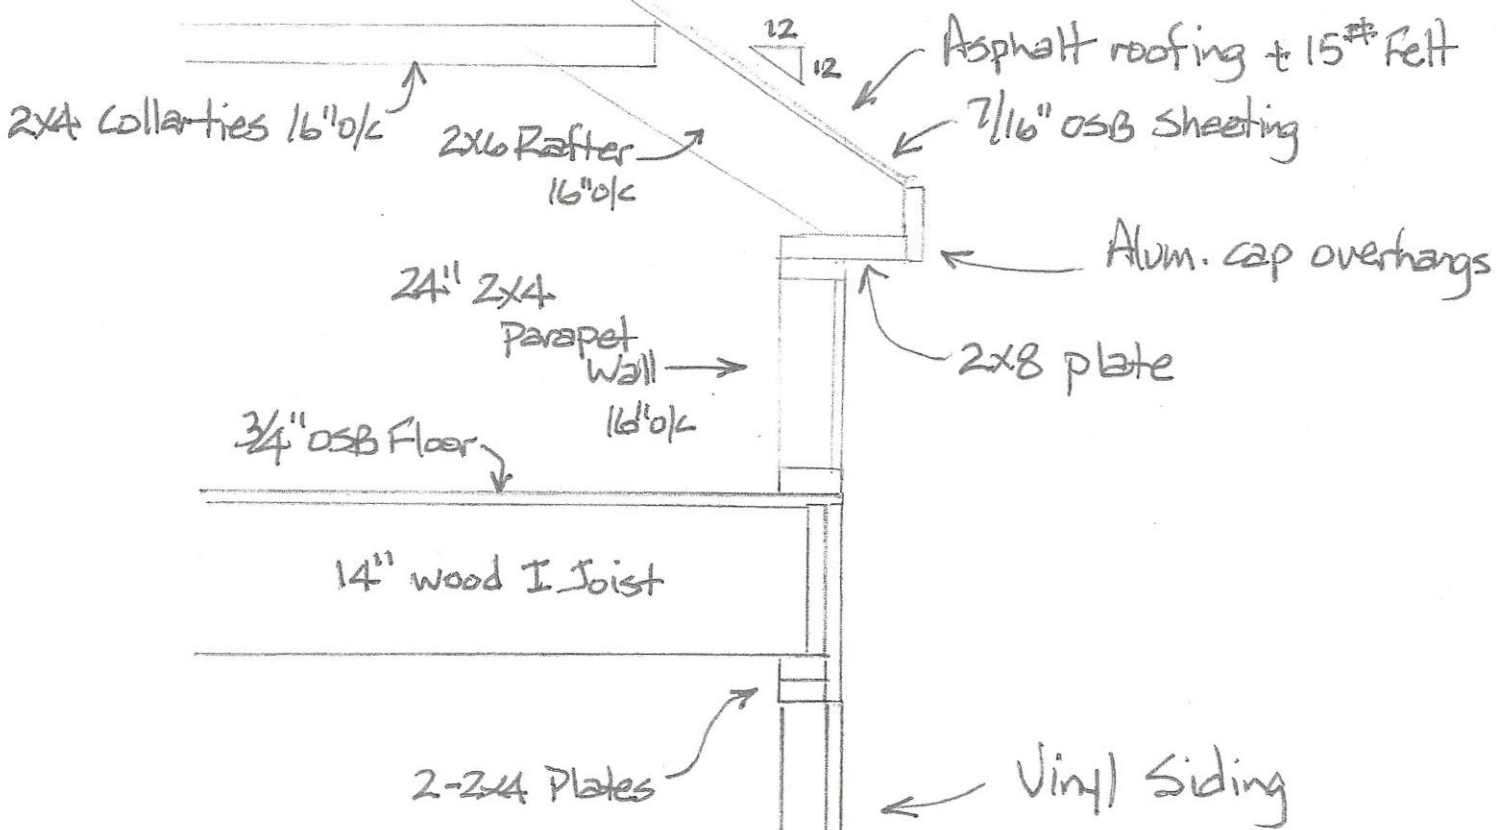 12
12
Asphalt roofing + 15# Felt
7/16" OSB Sheeting
2x4 Collarties 16"o/c
2x6 Rafter
16"o/c
Alum. cap overhangs
24" 2x4
Parapet
Wall
16"o/c
2x8 plate
3/4" OSB Floor
14" wood I Joist
2-2x4 Plates
Vinyl Siding